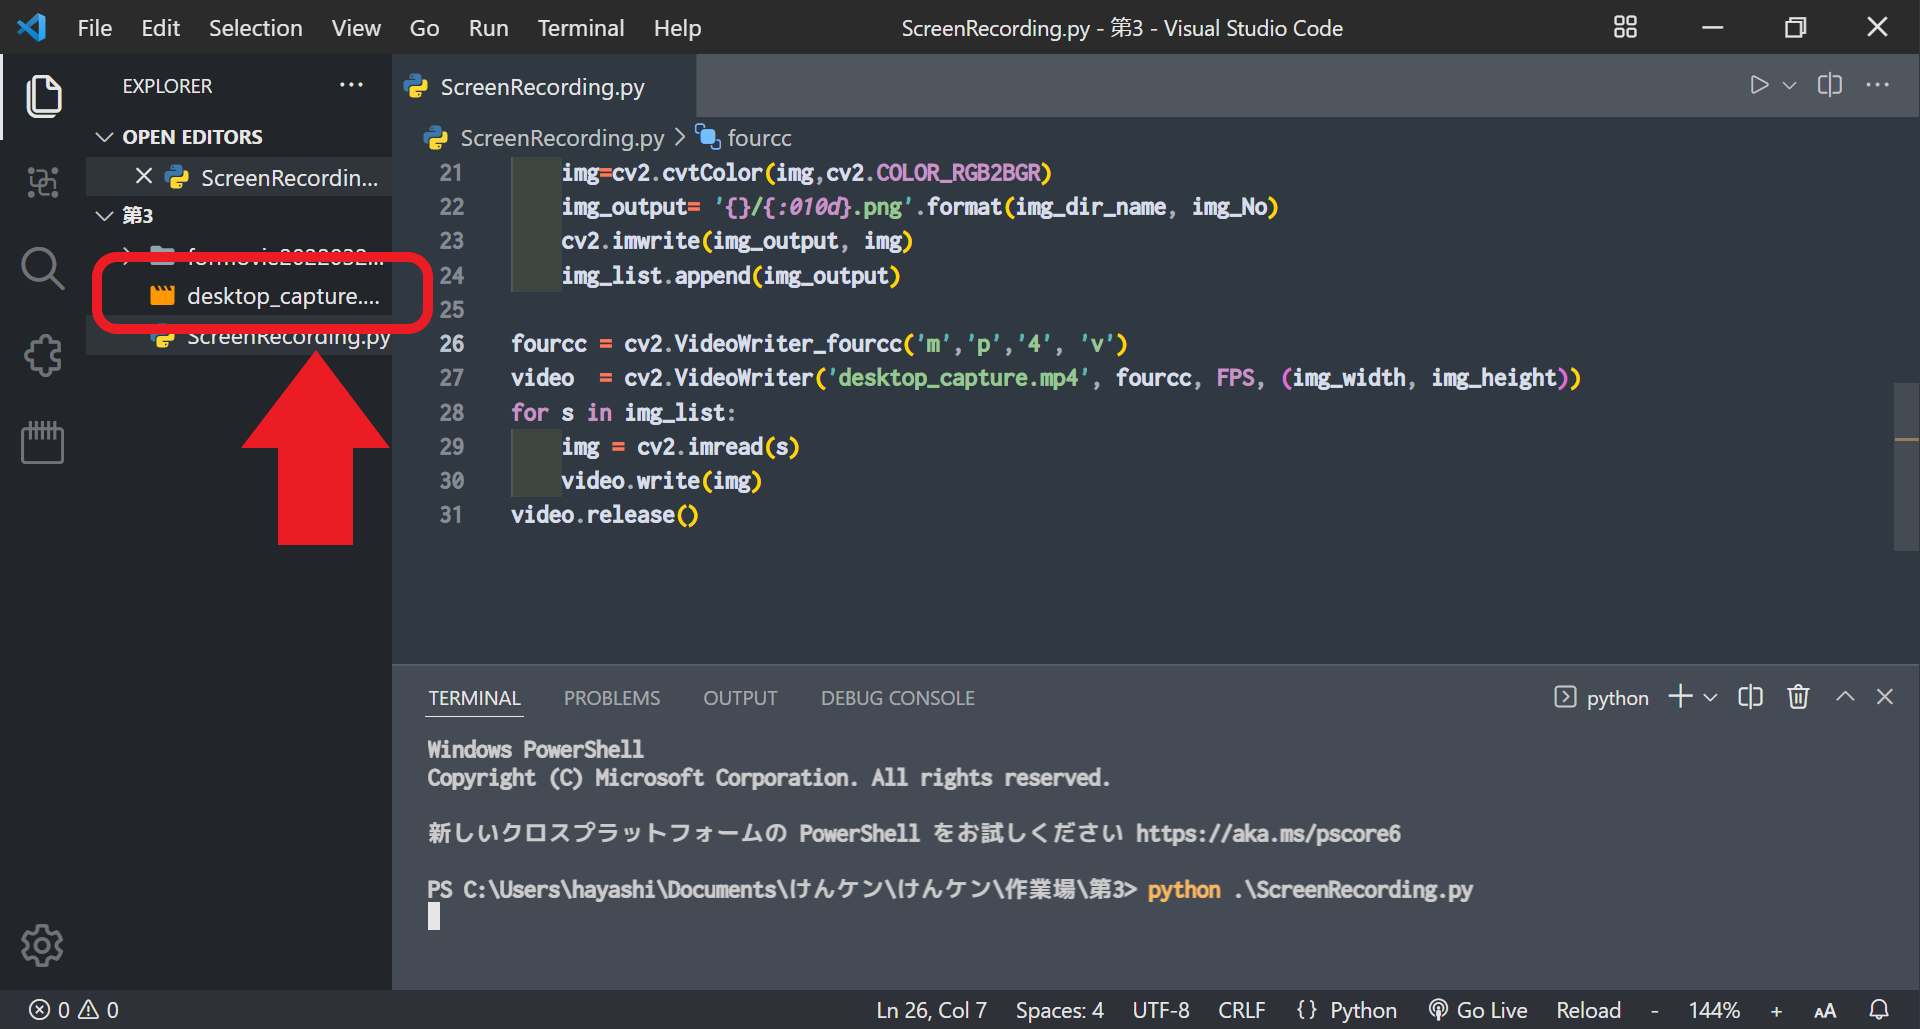 File Edit Selection View Go Run Terminal Help
ScreenRecording.py - 第3 - Visual Studio Code
EXPLORER
OPEN EDITORS
ScreenRecordin...
第3
desktop_capture....
ScreenRecording.py
ScreenRecording.py
ScreenRecording.py > fourcc
21 img=cv2.cvtColor(img,cv2.COLOR_RGB2BGR)
22 img_output= '{}/{:010d}.png'.format(img_dir_name, img_No)
23 cv2.imwrite(img_output, img)
24 img_list.append(img_output)
25
26 fourcc = cv2.VideoWriter_fourcc('m','p','4', 'v')
27 video  = cv2.VideoWriter('desktop_capture.mp4', fourcc, FPS, (img_width, img_height))
28 for s in img_list:
29 img = cv2.imread(s)
30 video.write(img)
31 video.release()
TERMINAL PROBLEMS OUTPUT DEBUG CONSOLE
python
Windows PowerShell
Copyright (C) Microsoft Corporation. All rights reserved.
新しいクロスプラットフォームの PowerShell をお試しください https://aka.ms/pscore6
PS C:\Users\hayashi\Documents\けんケン\けんケン\作業場\第3> python .\ScreenRecording.py
0 0
Ln 26, Col 7 Spaces: 4 UTF-8 CRLF {} Python Go Live Reload - 144% + AA